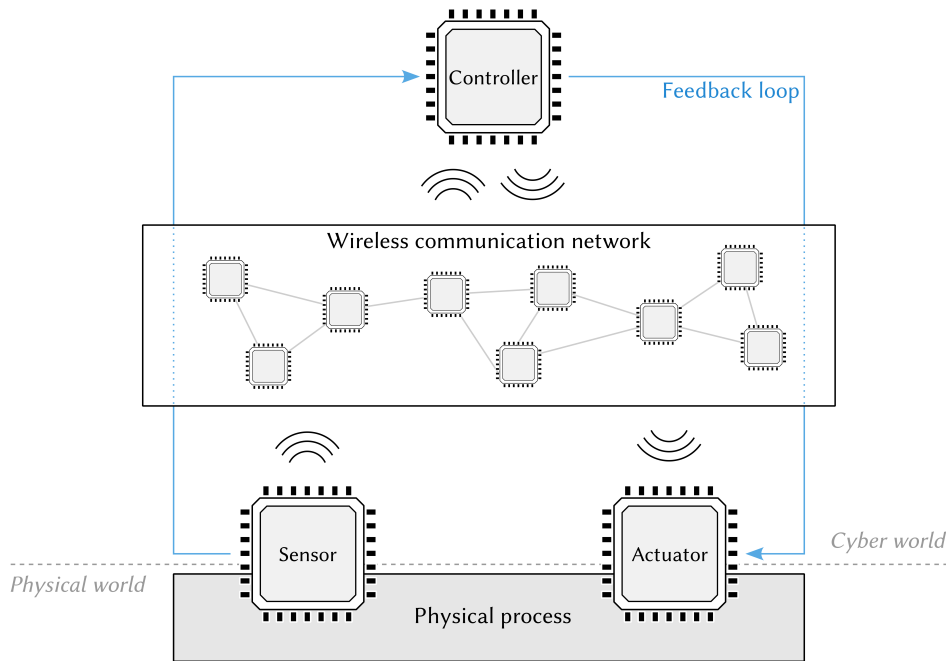 Controller
Feedback loop
Wireless communication network
Sensor
Actuator
Cyber world
Physical world
Physical process